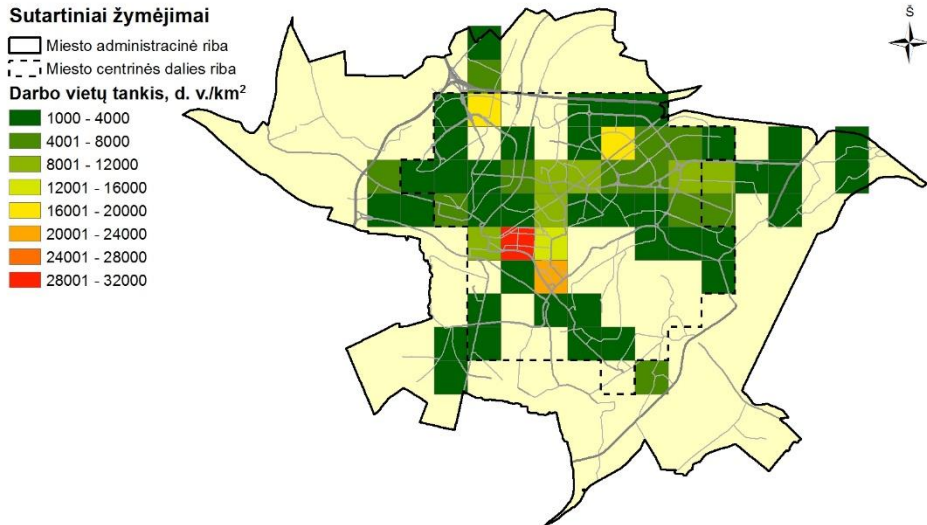 Sutartiniai žymėjimai
Miesto administracinė riba
Miesto centrinės dalies riba
Darbo vietų tankis, d. v./km²
1000 - 4000
4001 - 8000
8001 - 12000
12001 - 16000
16001 - 20000
20001 - 24000
24001 - 28000
28001 - 32000
Š